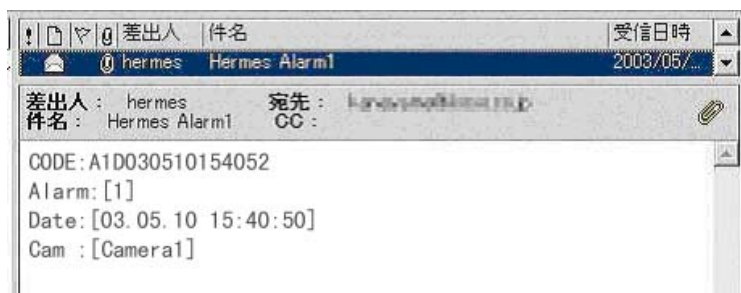 ! 差出人 件名 受信日時
hermes Hermes Alarm1 2003/05/...
差出人： hermes 宛先：
件名： Hermes Alarm1 CC：
CODE:A1D030510154052
Alarm:[1]
Date:[03.05.10 15:40:50]
Cam :[Camera1]